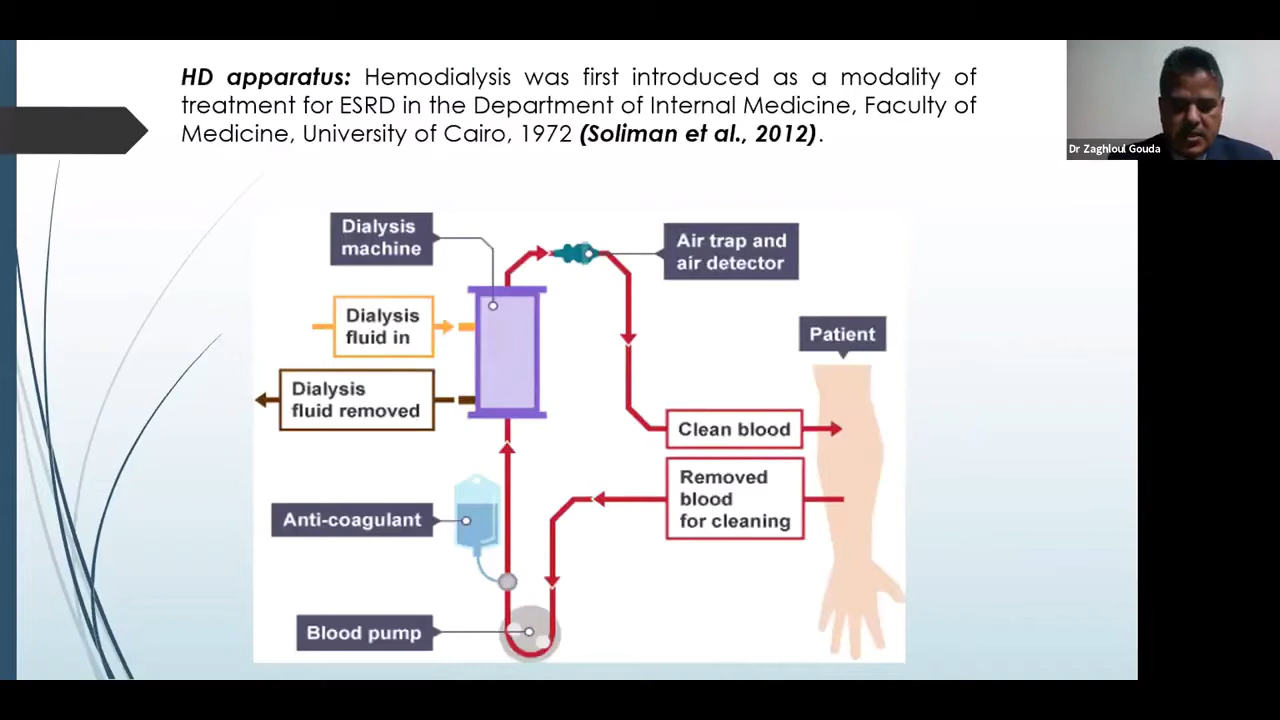 HD apparatus: Hemodialysis was first introduced as a modality of
treatment for ESRD in the Department of Internal Medicine, Faculty of
Medicine, University of Cairo, 1972 (Soliman et al., 2012).
Dr Zaghloul Gouda
Dialysis
machine
Air trap and
air detector
Dialysis
fluid in
Patient
Dialysis
fluid removed
Clean blood
Removed
blood
for cleaning
Anti-coagulant
Blood pump